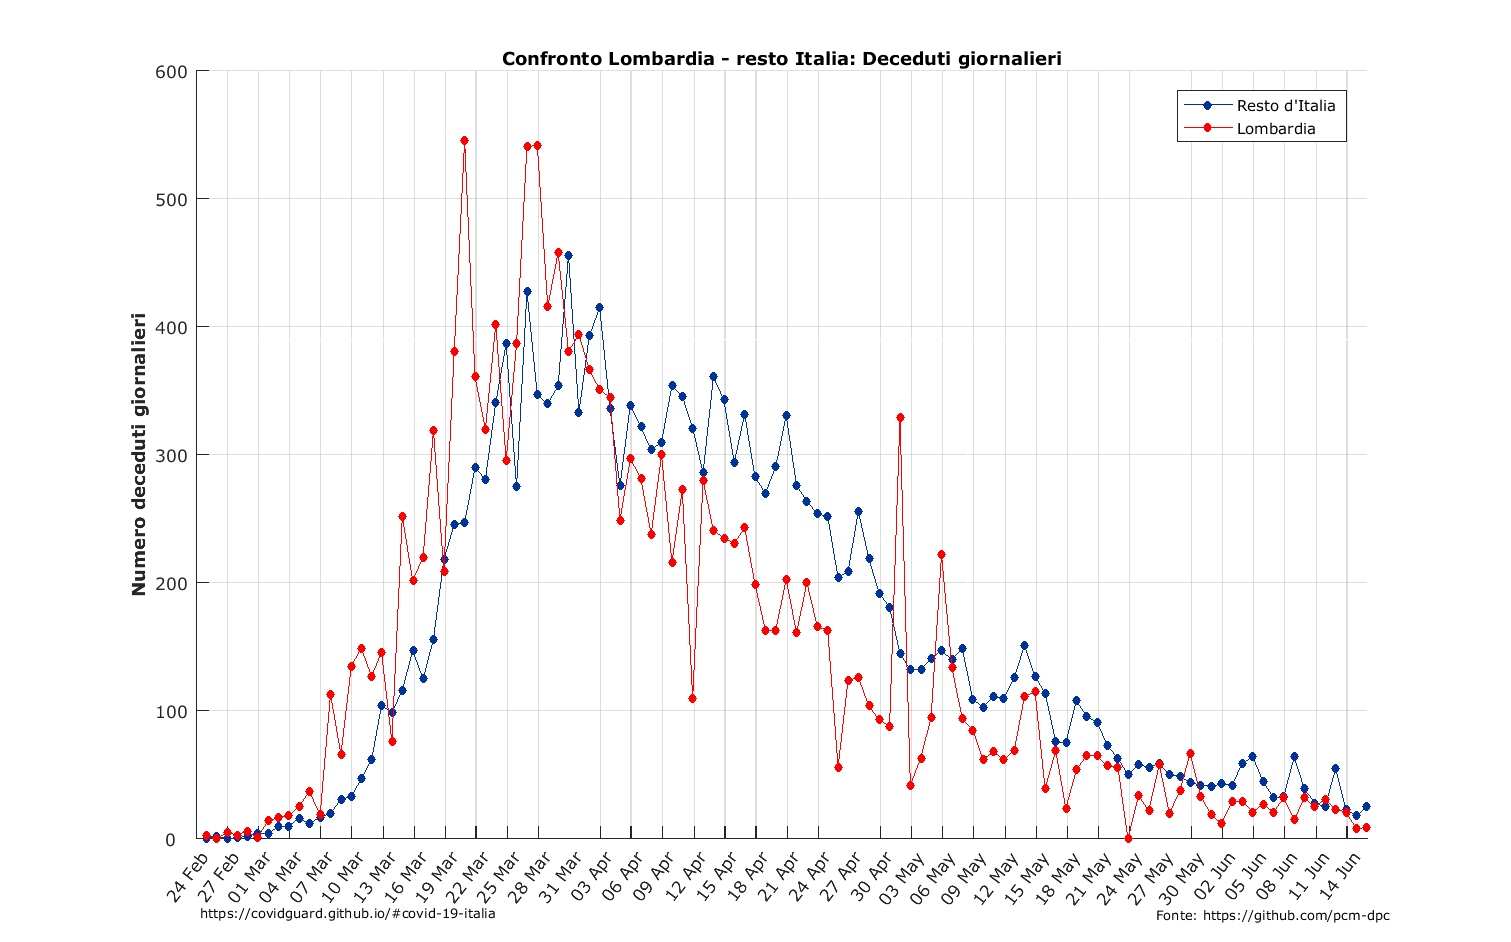 Confronto Lombardia - resto Italia: Deceduti giornalieri
Resto d'Italia
Lombardia
Numero deceduti giornalieri
600
500
400
300
200
100
0
24 Feb
27 Feb
01 Mar
04 Mar
07 Mar
10 Mar
13 Mar
16 Mar
19 Mar
22 Mar
25 Mar
28 Mar
31 Mar
03 Apr
06 Apr
09 Apr
12 Apr
15 Apr
18 Apr
21 Apr
24 Apr
27 Apr
30 Apr
03 May
06 May
09 May
12 May
15 May
18 May
21 May
24 May
27 May
30 May
02 Jun
05 Jun
08 Jun
11 Jun
14 Jun
https://covidguard.github.io/#covid-19-italia
Fonte: https://github.com/pcm-dpc